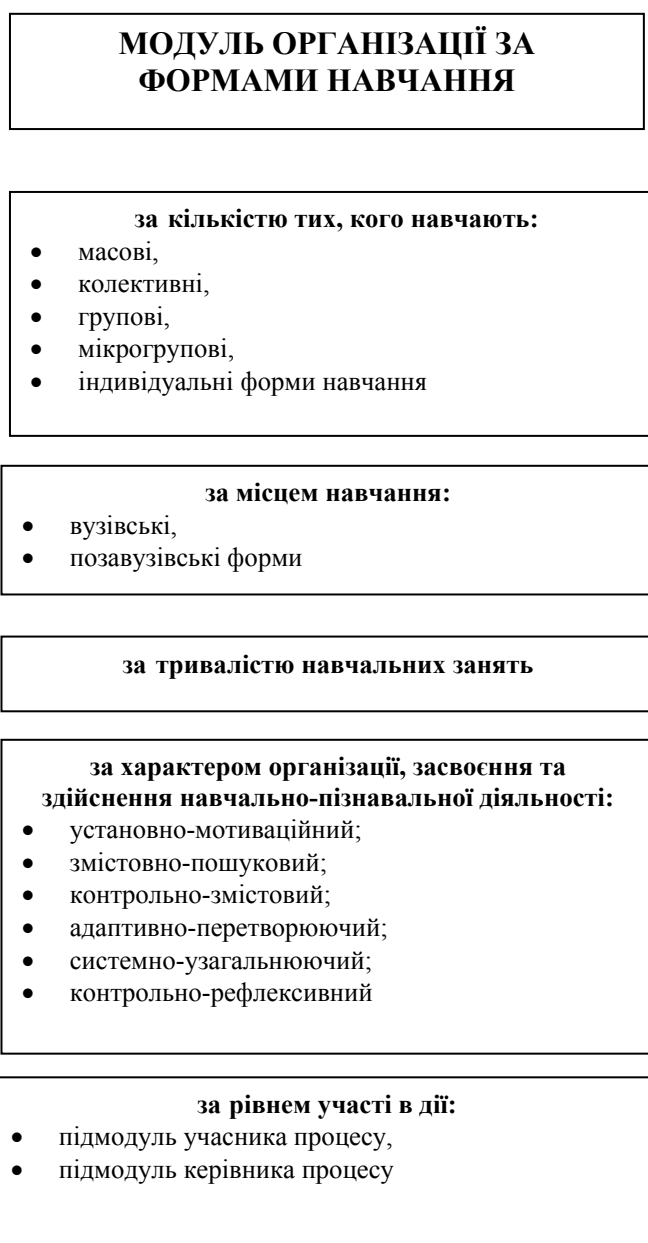 МОДУЛЬ ОРГАНІЗАЦІЇ ЗА
ФОРМАМИ НАВЧАННЯ
за кількістю тих, кого навчають:
• масові,
• колективні,
• групові,
• мікрогрупові,
• індивідуальні форми навчання
за місцем навчання:
• вузівські,
• позавузівські форми
за тривалістю навчальних занять
за характером організації, засвоєння та
здійснення навчально-пізнавальної діяльності:
• установно-мотиваційний;
• змістовно-пошуковий;
• контрольно-змістовий;
• адаптивно-перетворюючий;
• системно-узагальнюючий;
• контрольно-рефлексивний
за рівнем участі в дії:
• підмодуль учасника процесу,
• підмодуль керівника процесу